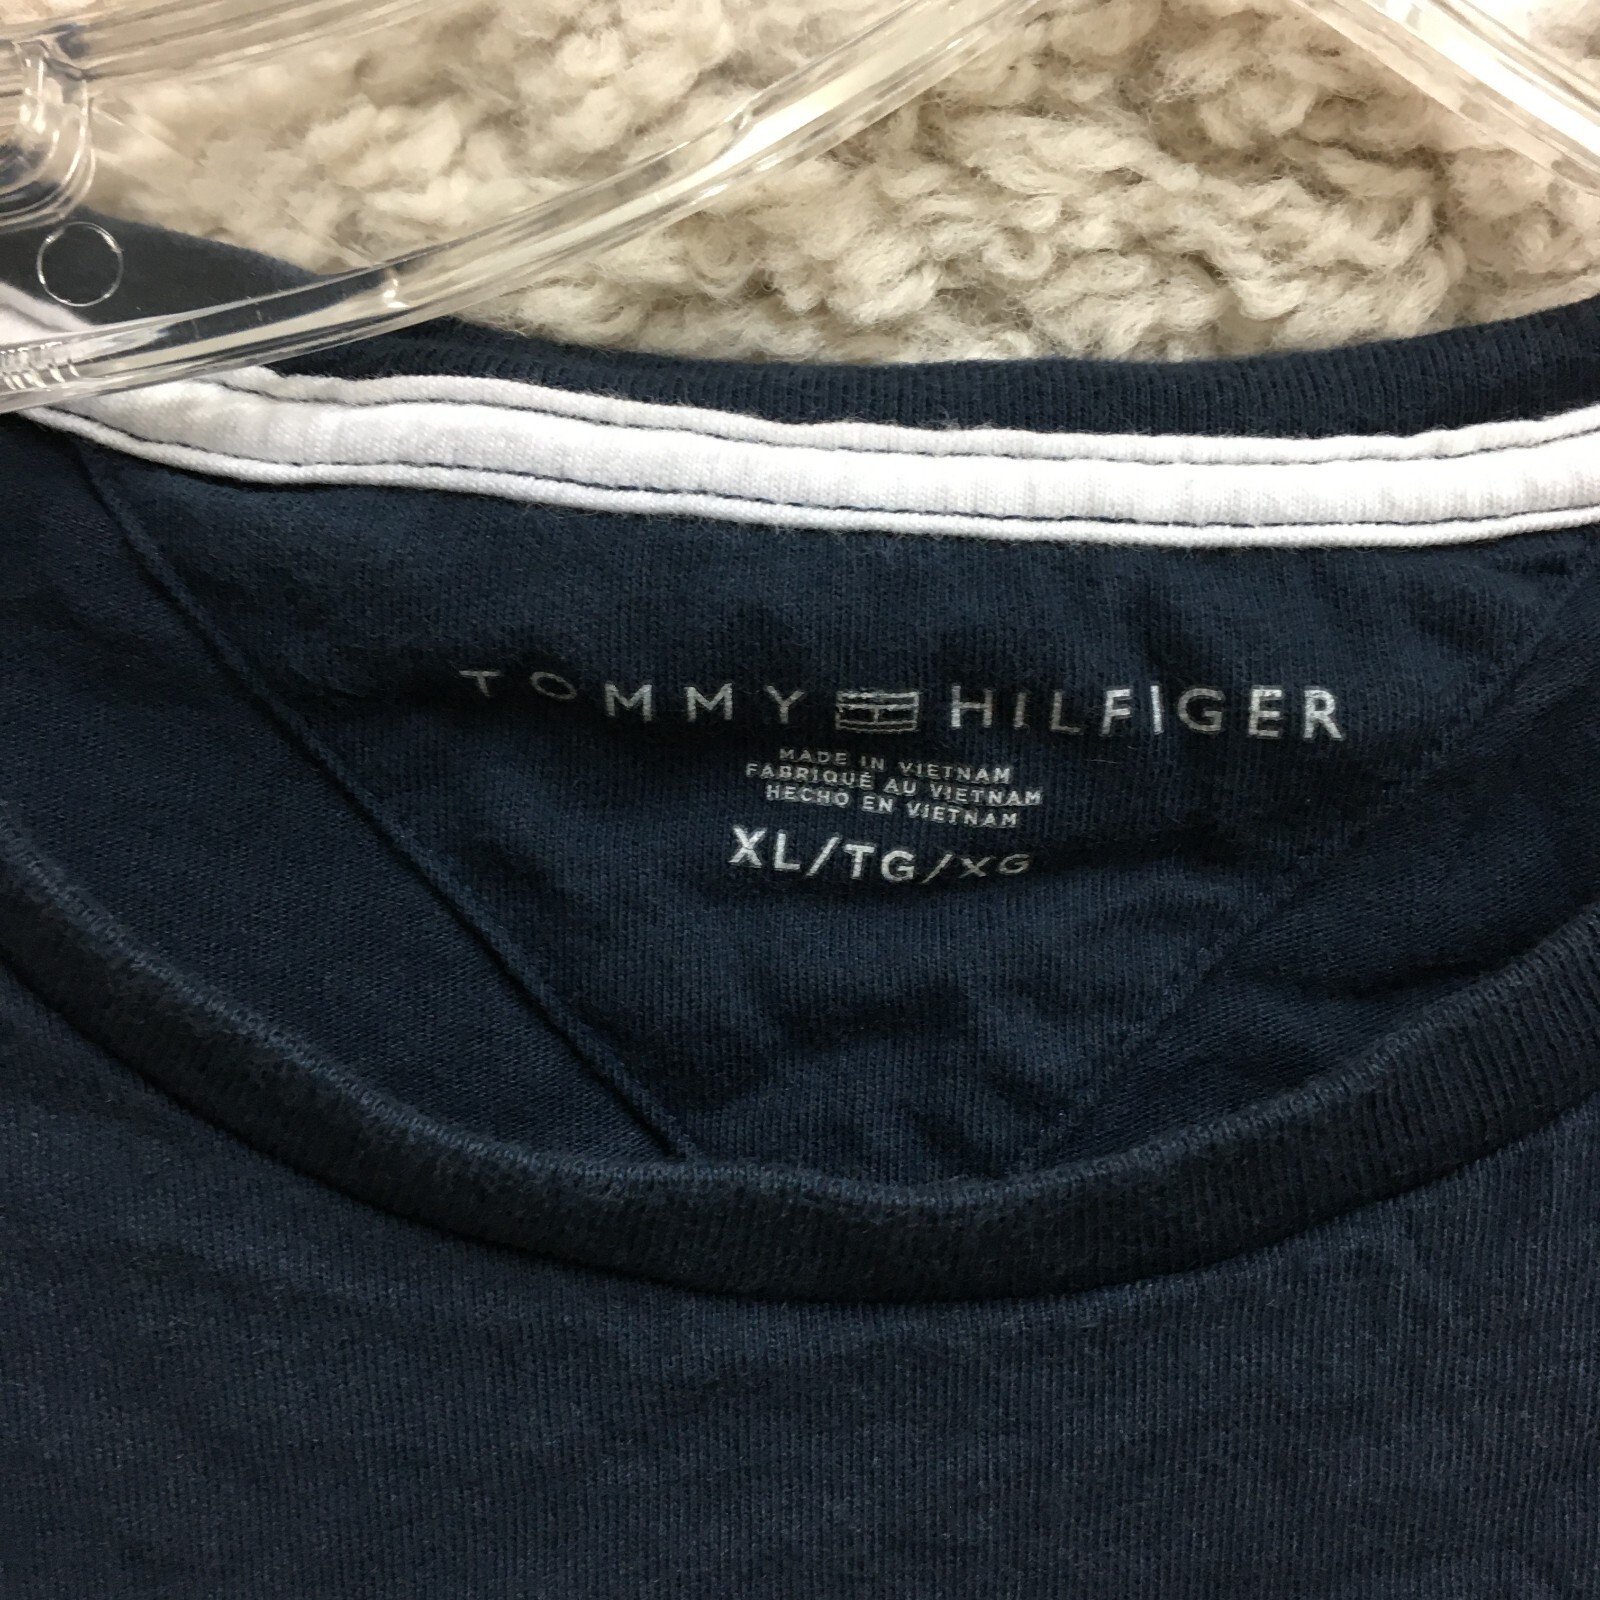 TOMMY HILFIGER
MADE IN VIETNAM
FABRIQUÉ AU VIETNAM
HECHO EN VIETNAM
XL/TG/XG